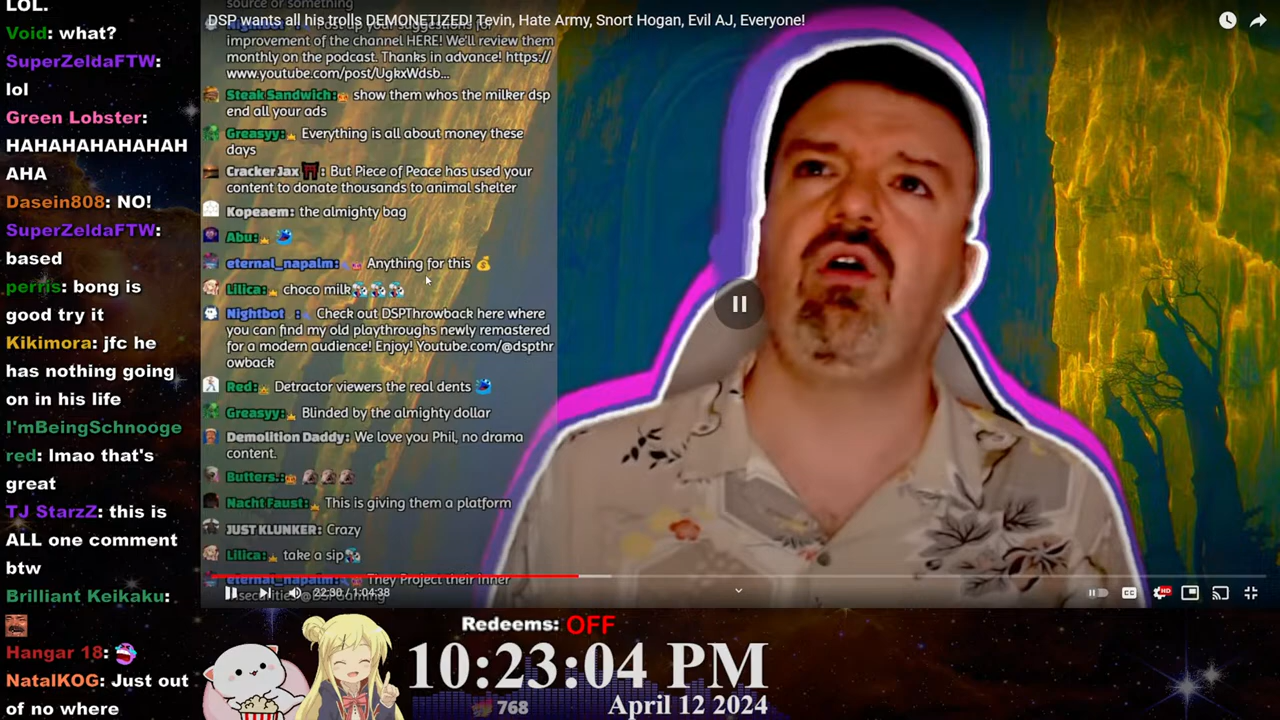 LOL.
Void: what?
SuperZeldaFTW:
lol
Green Lobster:
HAHAHAHAHAHAH
AHA
Dasein808: NO!
SuperZeldaFTW:
based
perris: bong is
good try it
Kikimora: jfc he
has nothing going
on in his life
I'mBeingSchnooge
red: lmao that's
great
TJ StarzZ: this is
ALL one comment
btw
Brilliant Keikaku:
Hangar 18:
NatalKOG: Just out
of no where
DSP wants all his trolls DEMONETIZED! Tevin, Hate Army, Snort Hogan, Evil AJ, Everyone!
source or something
up your suggestions for
improvement of the channel HERE! We'll review them
monthly on the podcast. Thanks in advance! https://
www.youtube.com/post/UgkxWdsb...
Steak Sandwich: show them whos the milker dsp
end all your ads
Greasyy: Everything is all about money these
days
CrackerJax: But Piece of Peace has used your
content to donate thousands to animal shelter
Kopeaem: the almighty bag
Abu:
eternal_napalm: Anything for this
Lilica: choco milk
Nightbot: Check out DSPThrowback here where
you can find my old playthroughs newly remastered
for a modern audience! Enjoy! Youtube.com/@dspthr
owback
Red: Detractor viewers the real dents
Greasyy: Blinded by the almighty dollar
Demolition Daddy: We love you Phil, no drama
content.
Butters.:
Nacht Faust: This is giving them a platform
JUST KLUNKER: Crazy
Lilica: take a sip
eternal_napalm: They Project their inner
22:30 / 1:04:38
CC
HD
Redeems: OFF
10:23:04 PM
768
April 12 2024